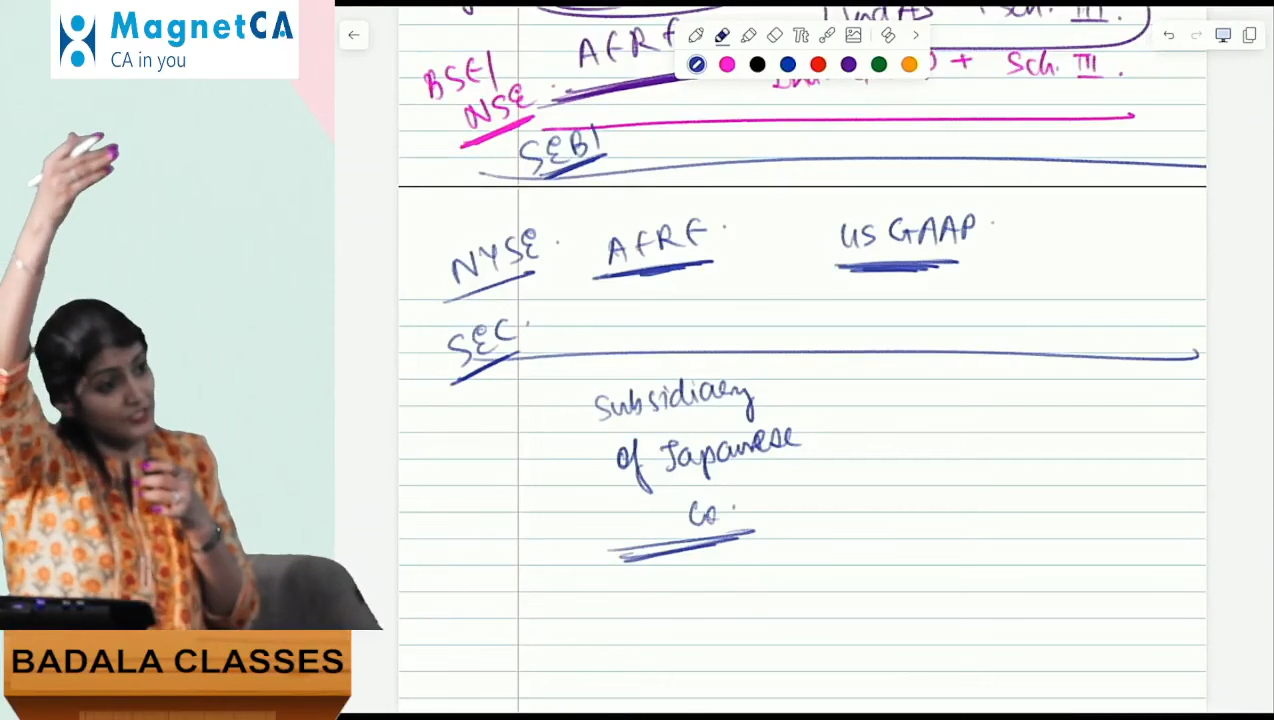 MagnetCA
CA in you
Sch. III.
AFRF
BSE/
NSE
+ Sch. III.
SEBI
NYSE. AFRF. US GAAP.
SEC.
Subsidiary
of Japanese
Co.
BADALA CLASSES